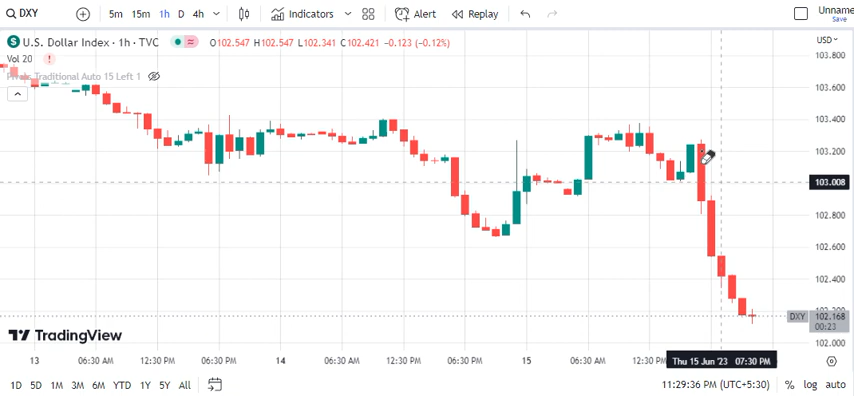 DXY 5m 15m 1h D 4h Indicators Alert Replay Unname
Save
S U.S. Dollar Index · 1h · TVC O102.547 H102.547 L102.341 C102.421 −0.123 (−0.12%) USD
Vol 20
Pivots Traditional Auto 15 Left 1
103.800
103.600
103.400
103.200
103.008
102.800
102.600
102.400
102.200
DXY 102.168
00:23
102.000
TradingView
13 06:30 AM 12:30 PM 06:30 PM 14 06:30 AM 12:30 PM 06:30 PM 15 06:30 AM 12:30 PM Thu 15 Jun '23 07:30 PM
1D 5D 1M 3M 6M YTD 1Y 5Y All 11:29:36 PM (UTC+5:30) % log auto